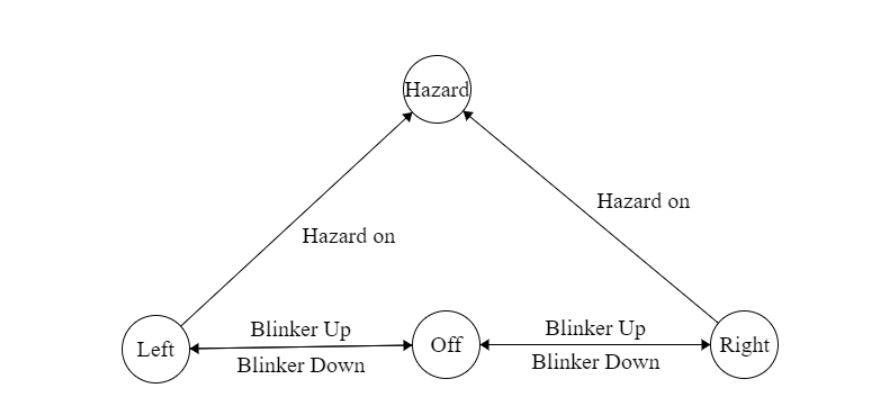 Hazard
Hazard on
Hazard on
Blinker Up
Blinker Up
Left
Off
Right
Blinker Down
Blinker Down